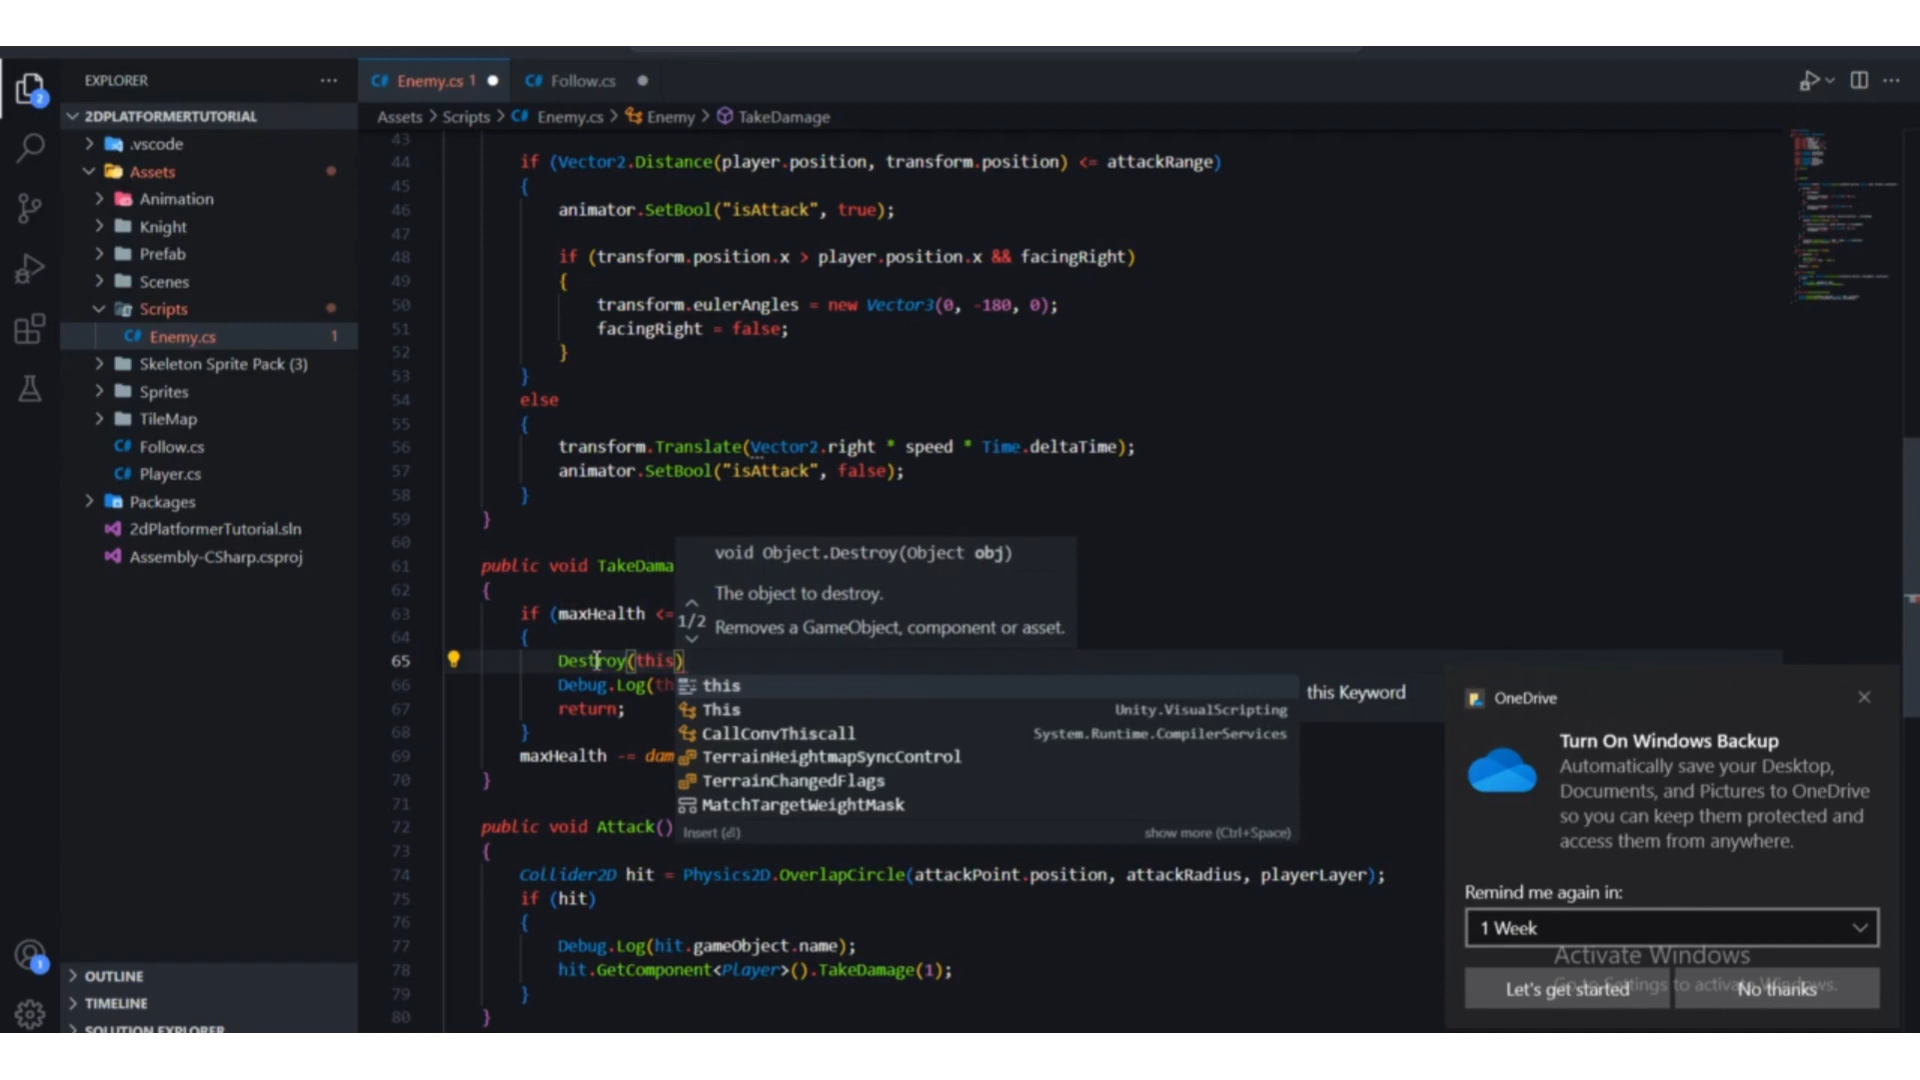 EXPLORER
2DPLATFORMERTUTORIAL
.vscode
Assets
Animation
Knight
Prefab
Scenes
Scripts
Enemy.cs 1
Skeleton Sprite Pack (3)
Sprites
TileMap
Follow.cs
Player.cs
Packages
2dPlatformerTutorial.sln
Assembly-CSharp.csproj
OUTLINE
TIMELINE
SOLUTION EXPLORER
2
1
Enemy.cs 1
Follow.cs
Assets > Scripts > Enemy.cs > Enemy > TakeDamage
43
44 if (Vector2.Distance(player.position, transform.position) <= attackRange)
45 {
46 animator.SetBool("isAttack", true);
47
48 if (transform.position.x > player.position.x && facingRight)
49 {
50 transform.eulerAngles = new Vector3(0, -180, 0);
51 facingRight = false;
52 }
53 }
54 else
55 {
56 transform.Translate(Vector2.right * speed * Time.deltaTime);
57 animator.SetBool("isAttack", false);
58 }
59 }
60
61 public void TakeDama
62 {
63 if (maxHealth <=
64 {
65 Destroy(this)
66 Debug.Log(th
67 return;
68 }
69 maxHealth -= dam
70 }
71
72 public void Attack()
73 {
74 Collider2D hit = Physics2D.OverlapCircle(attackPoint.position, attackRadius, playerLayer);
75 if (hit)
76 {
77 Debug.Log(hit.gameObject.name);
78 hit.GetComponent<Player>().TakeDamage(1);
79 }
80 }
void Object.Destroy(Object obj)
The object to destroy.
1/2
Removes a GameObject, component or asset.
this
this Keyword
This Unity.VisualScripting
CallConvThiscall System.Runtime.CompilerServices
TerrainHeightmapSyncControl
TerrainChangedFlags
MatchTargetWeightMask
Insert (⏎) show more (Ctrl+Space)
OneDrive
Turn On Windows Backup
Automatically save your Desktop,
Documents, and Pictures to OneDrive
so you can keep them protected and
access them from anywhere.
Remind me again in:
1 Week
Activate Windows
Go to Settings to activate Windows.
Let's get started
No thanks